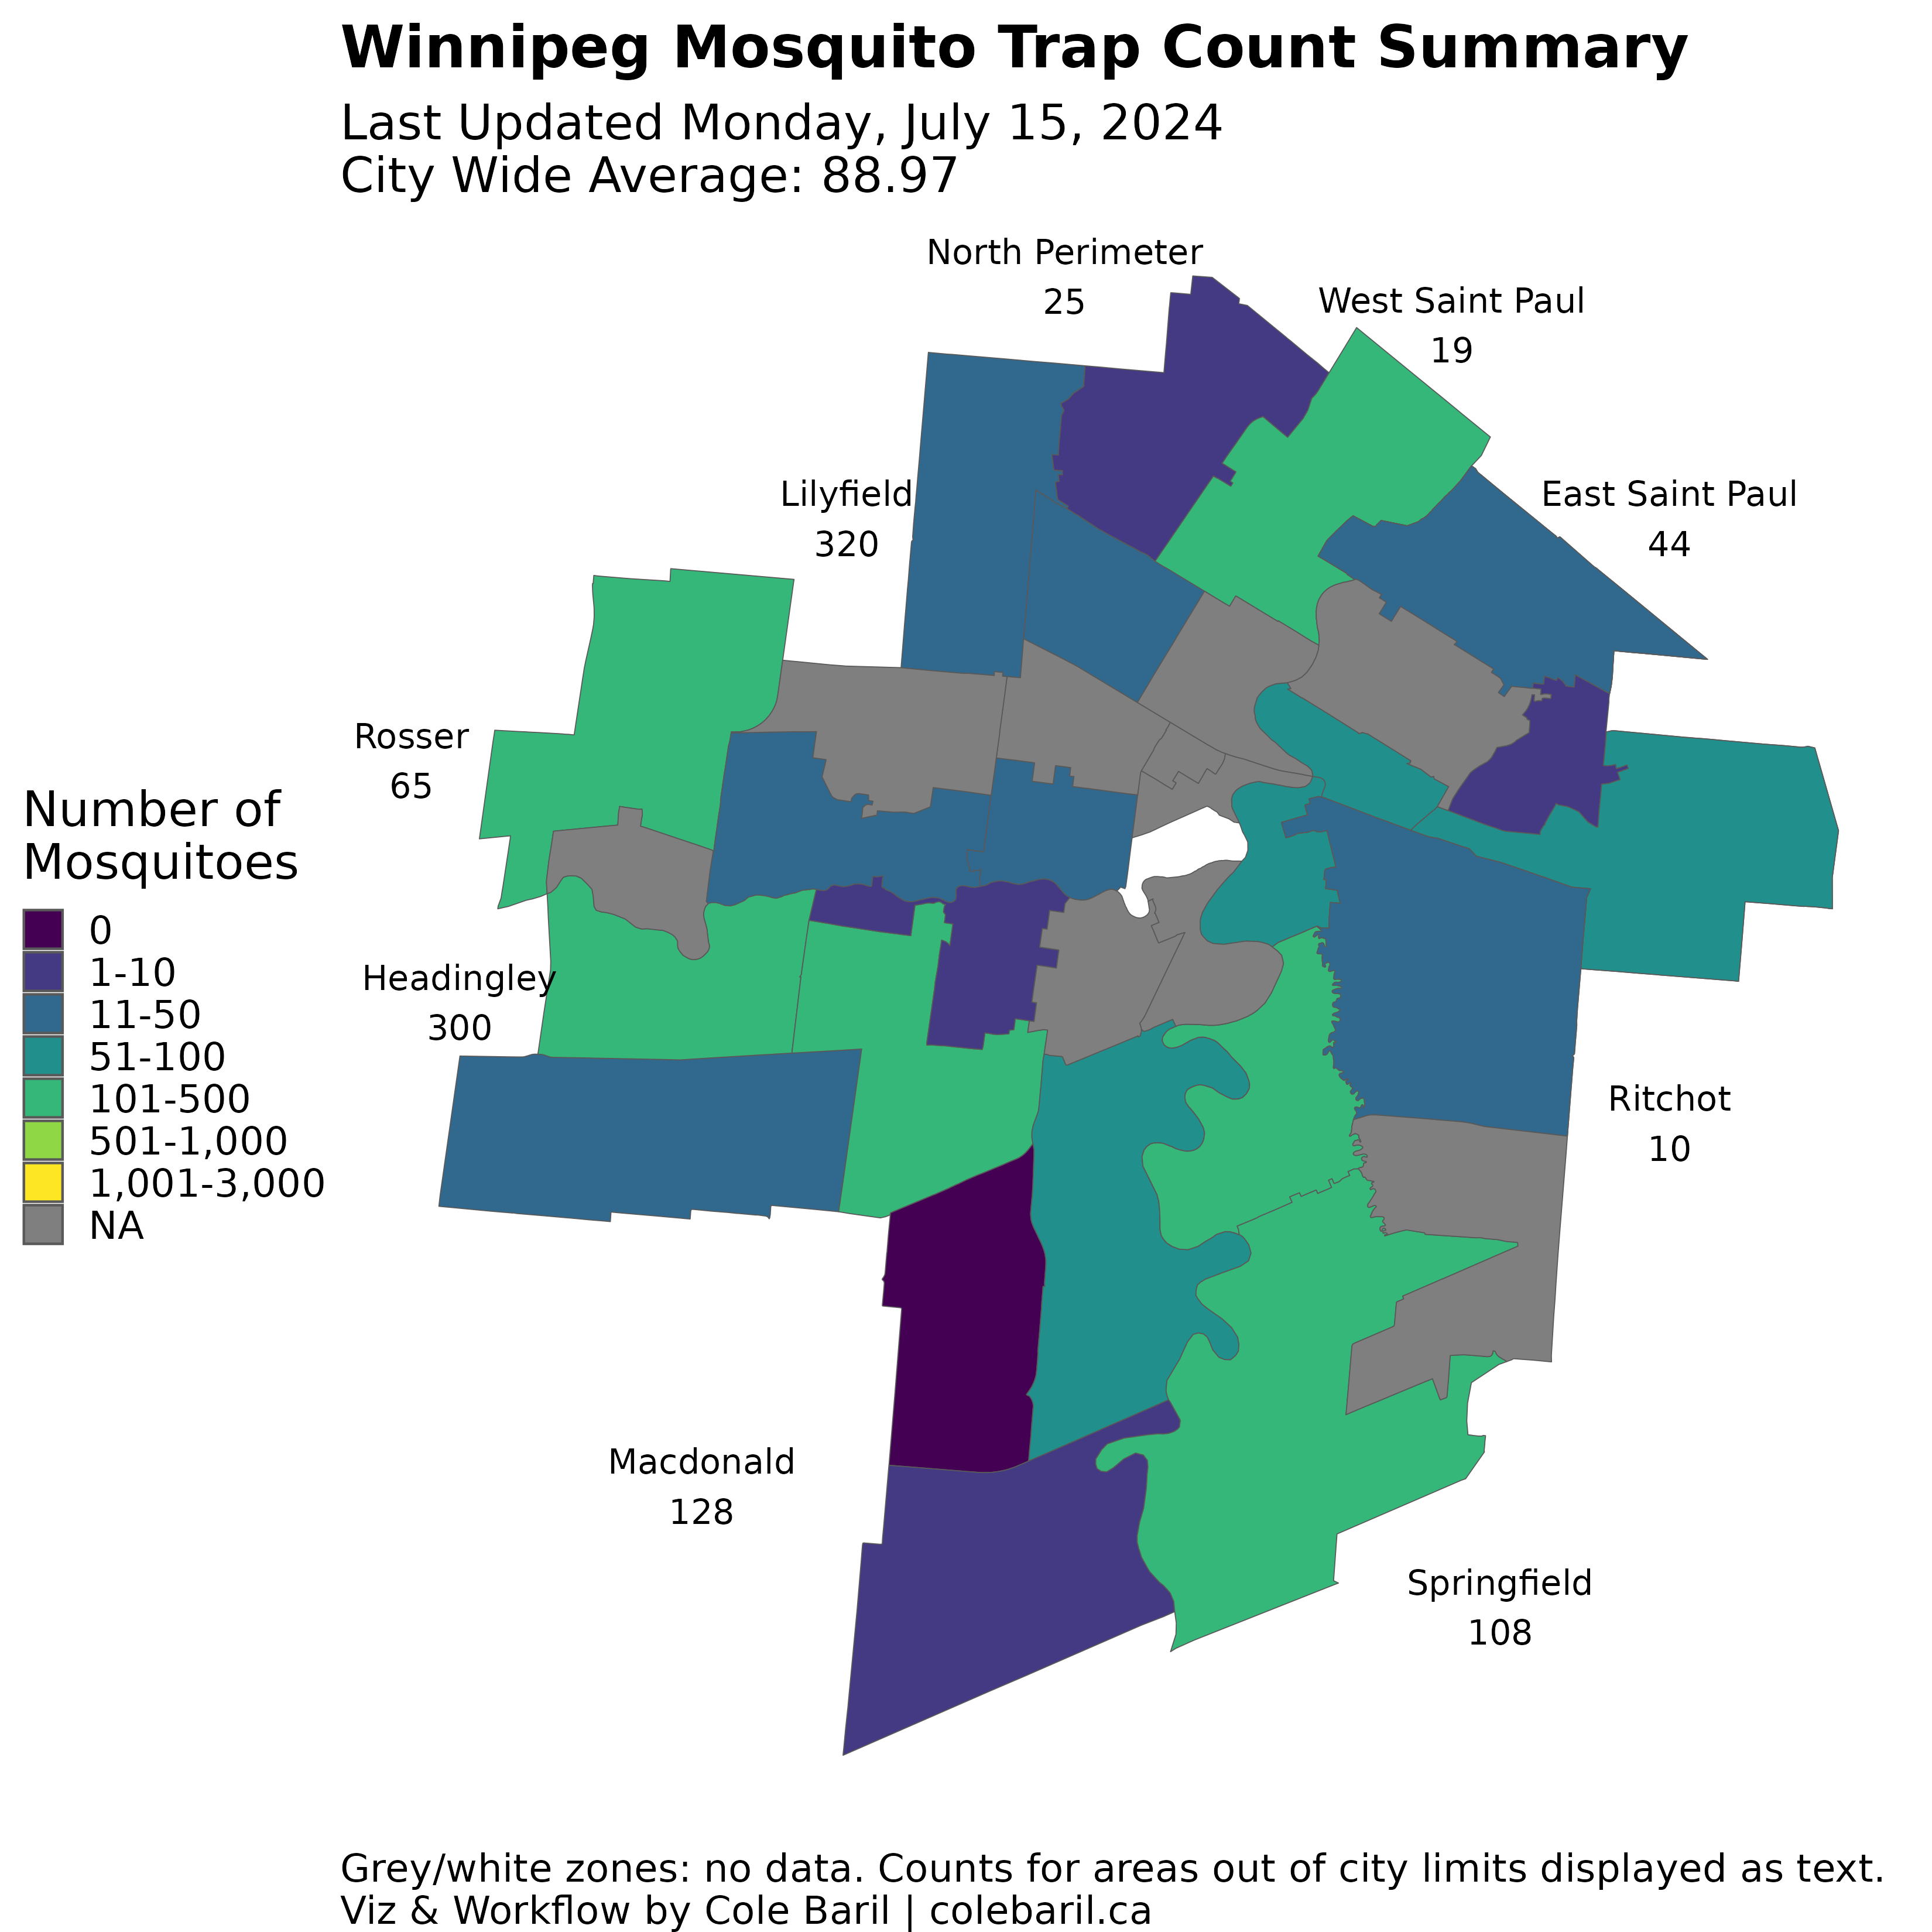 Winnipeg Mosquito Trap Count Summary
Last Updated Monday, July 15, 2024
City Wide Average: 88.97
North Perimeter
25
West Saint Paul
19
Lilyfield
320
East Saint Paul
44
Rosser
65
Number of
Mosquitoes
0
1-10
11-50
51-100
101-500
501-1,000
1,001-3,000
NA
Headingley
300
Ritchot
10
Macdonald
128
Springfield
108
Grey/white zones: no data. Counts for areas out of city limits displayed as text.
Viz & Workflow by Cole Baril | colebaril.ca